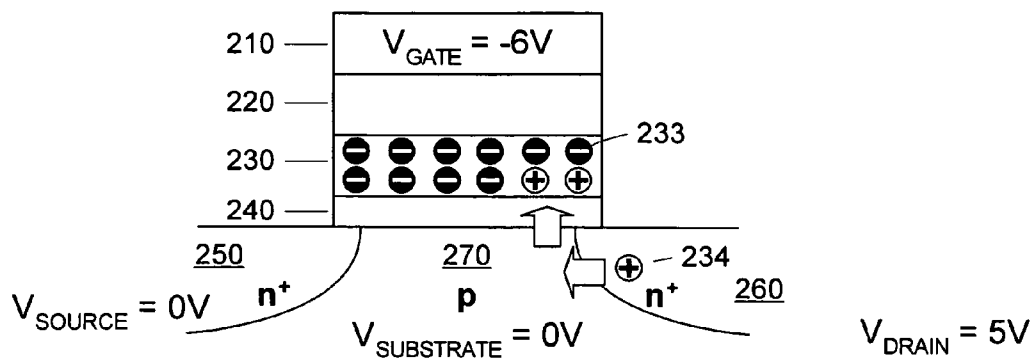 210
V_GATE = -6V
220
233
230
240
250
270
234
n+
p
n+
260
V_SOURCE = 0V
V_SUBSTRATE = 0V
V_DRAIN = 5V